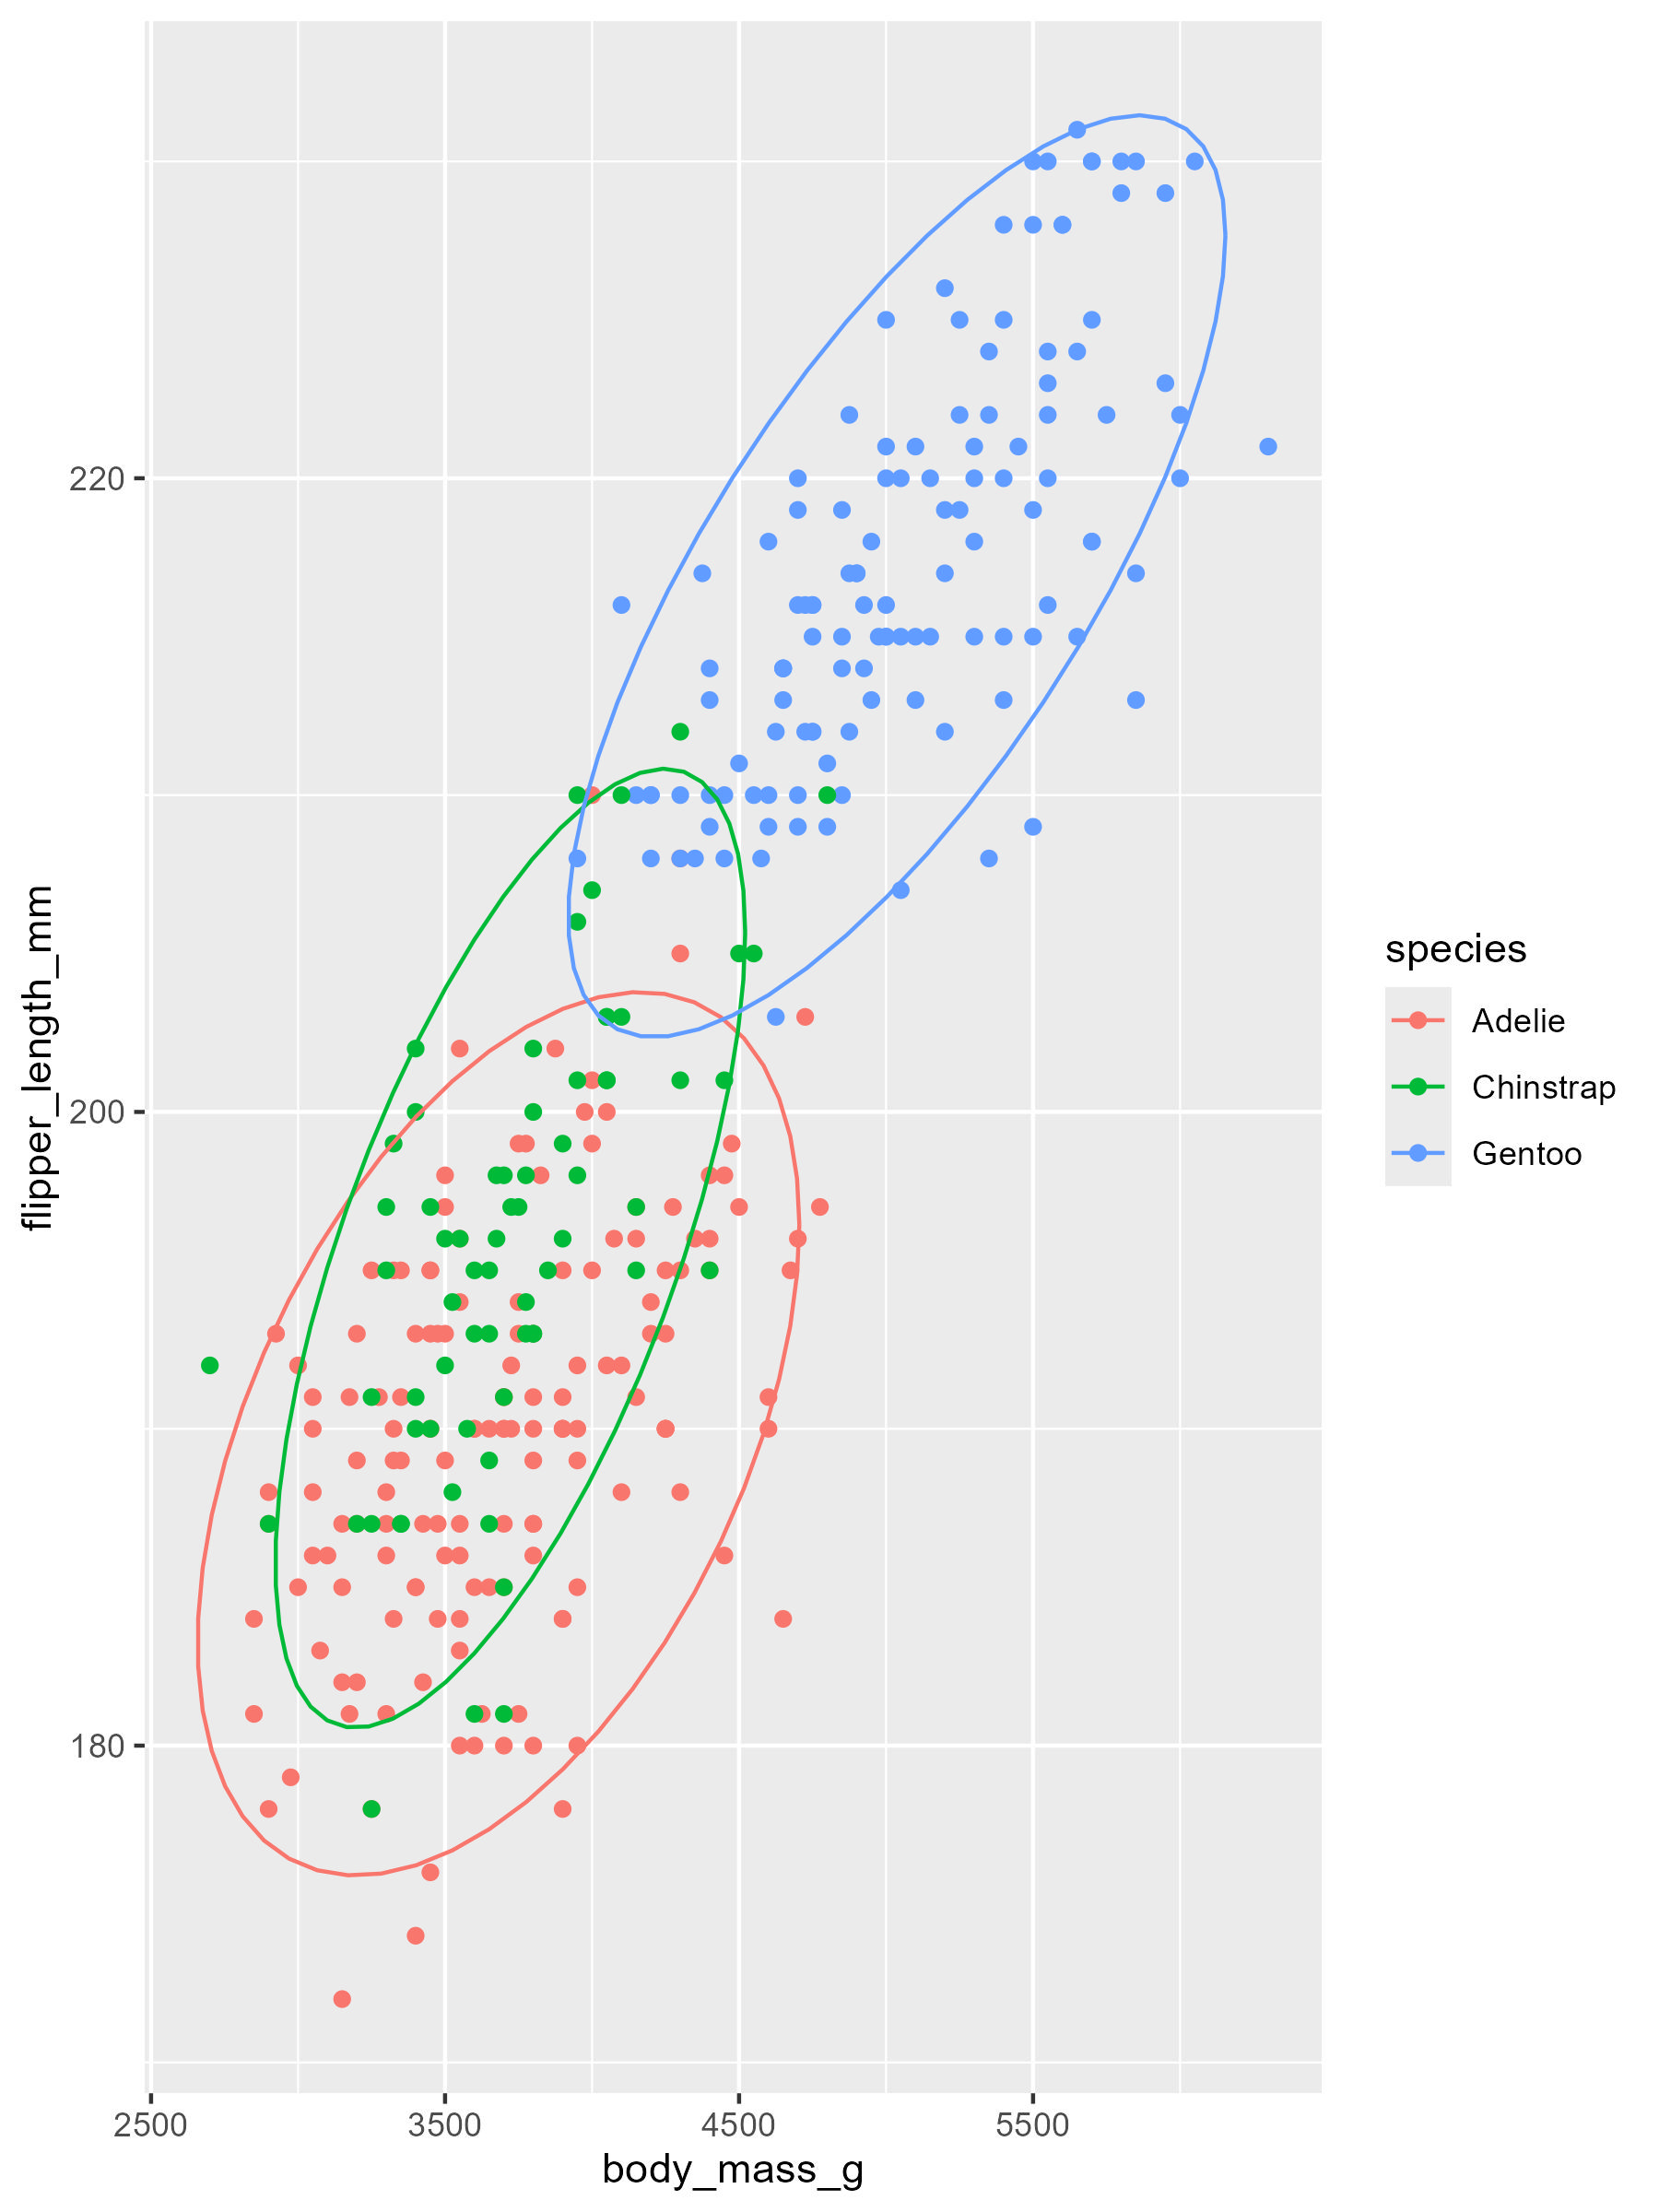 220
200
180
flipper_length_mm
2500
3500
4500
5500
body_mass_g
species
Adelie
Chinstrap
Gentoo